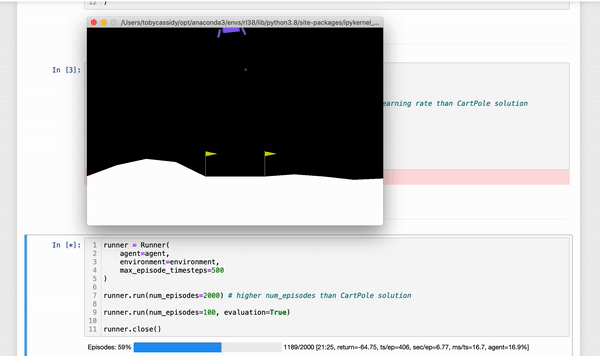 12 )
/Users/tobycassidy/opt/anaconda3/envs/rl38/lib/python3.8/site-packages/ipykernel_...
In [3]:
earning rate than CartPole solution
In [*]:
1 runner = Runner(
2 agent=agent,
3 environment=environment,
4 max_episode_timesteps=500
5 )
6
7 runner.run(num_episodes=2000) # higher num_episodes than CartPole solution
8
9 runner.run(num_episodes=100, evaluation=True)
10
11 runner.close()
Episodes: 59% 1189/2000 [21:25, return=-64.75, ts/ep=406, sec/ep=6.77, ms/ts=16.7, agent=16.9%]